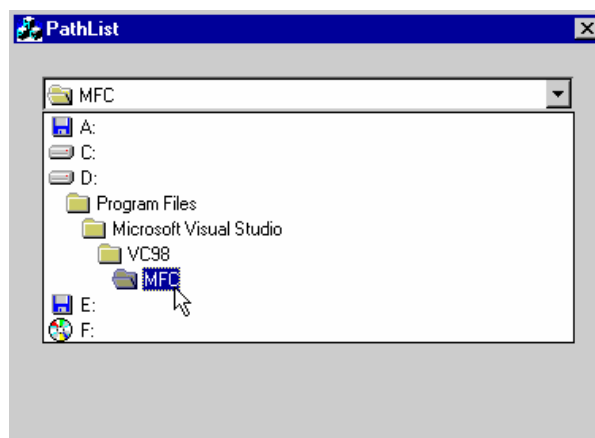 PathList
MFC
A:
C:
D:
Program Files
Microsoft Visual Studio
VC98
MFC
E:
F: